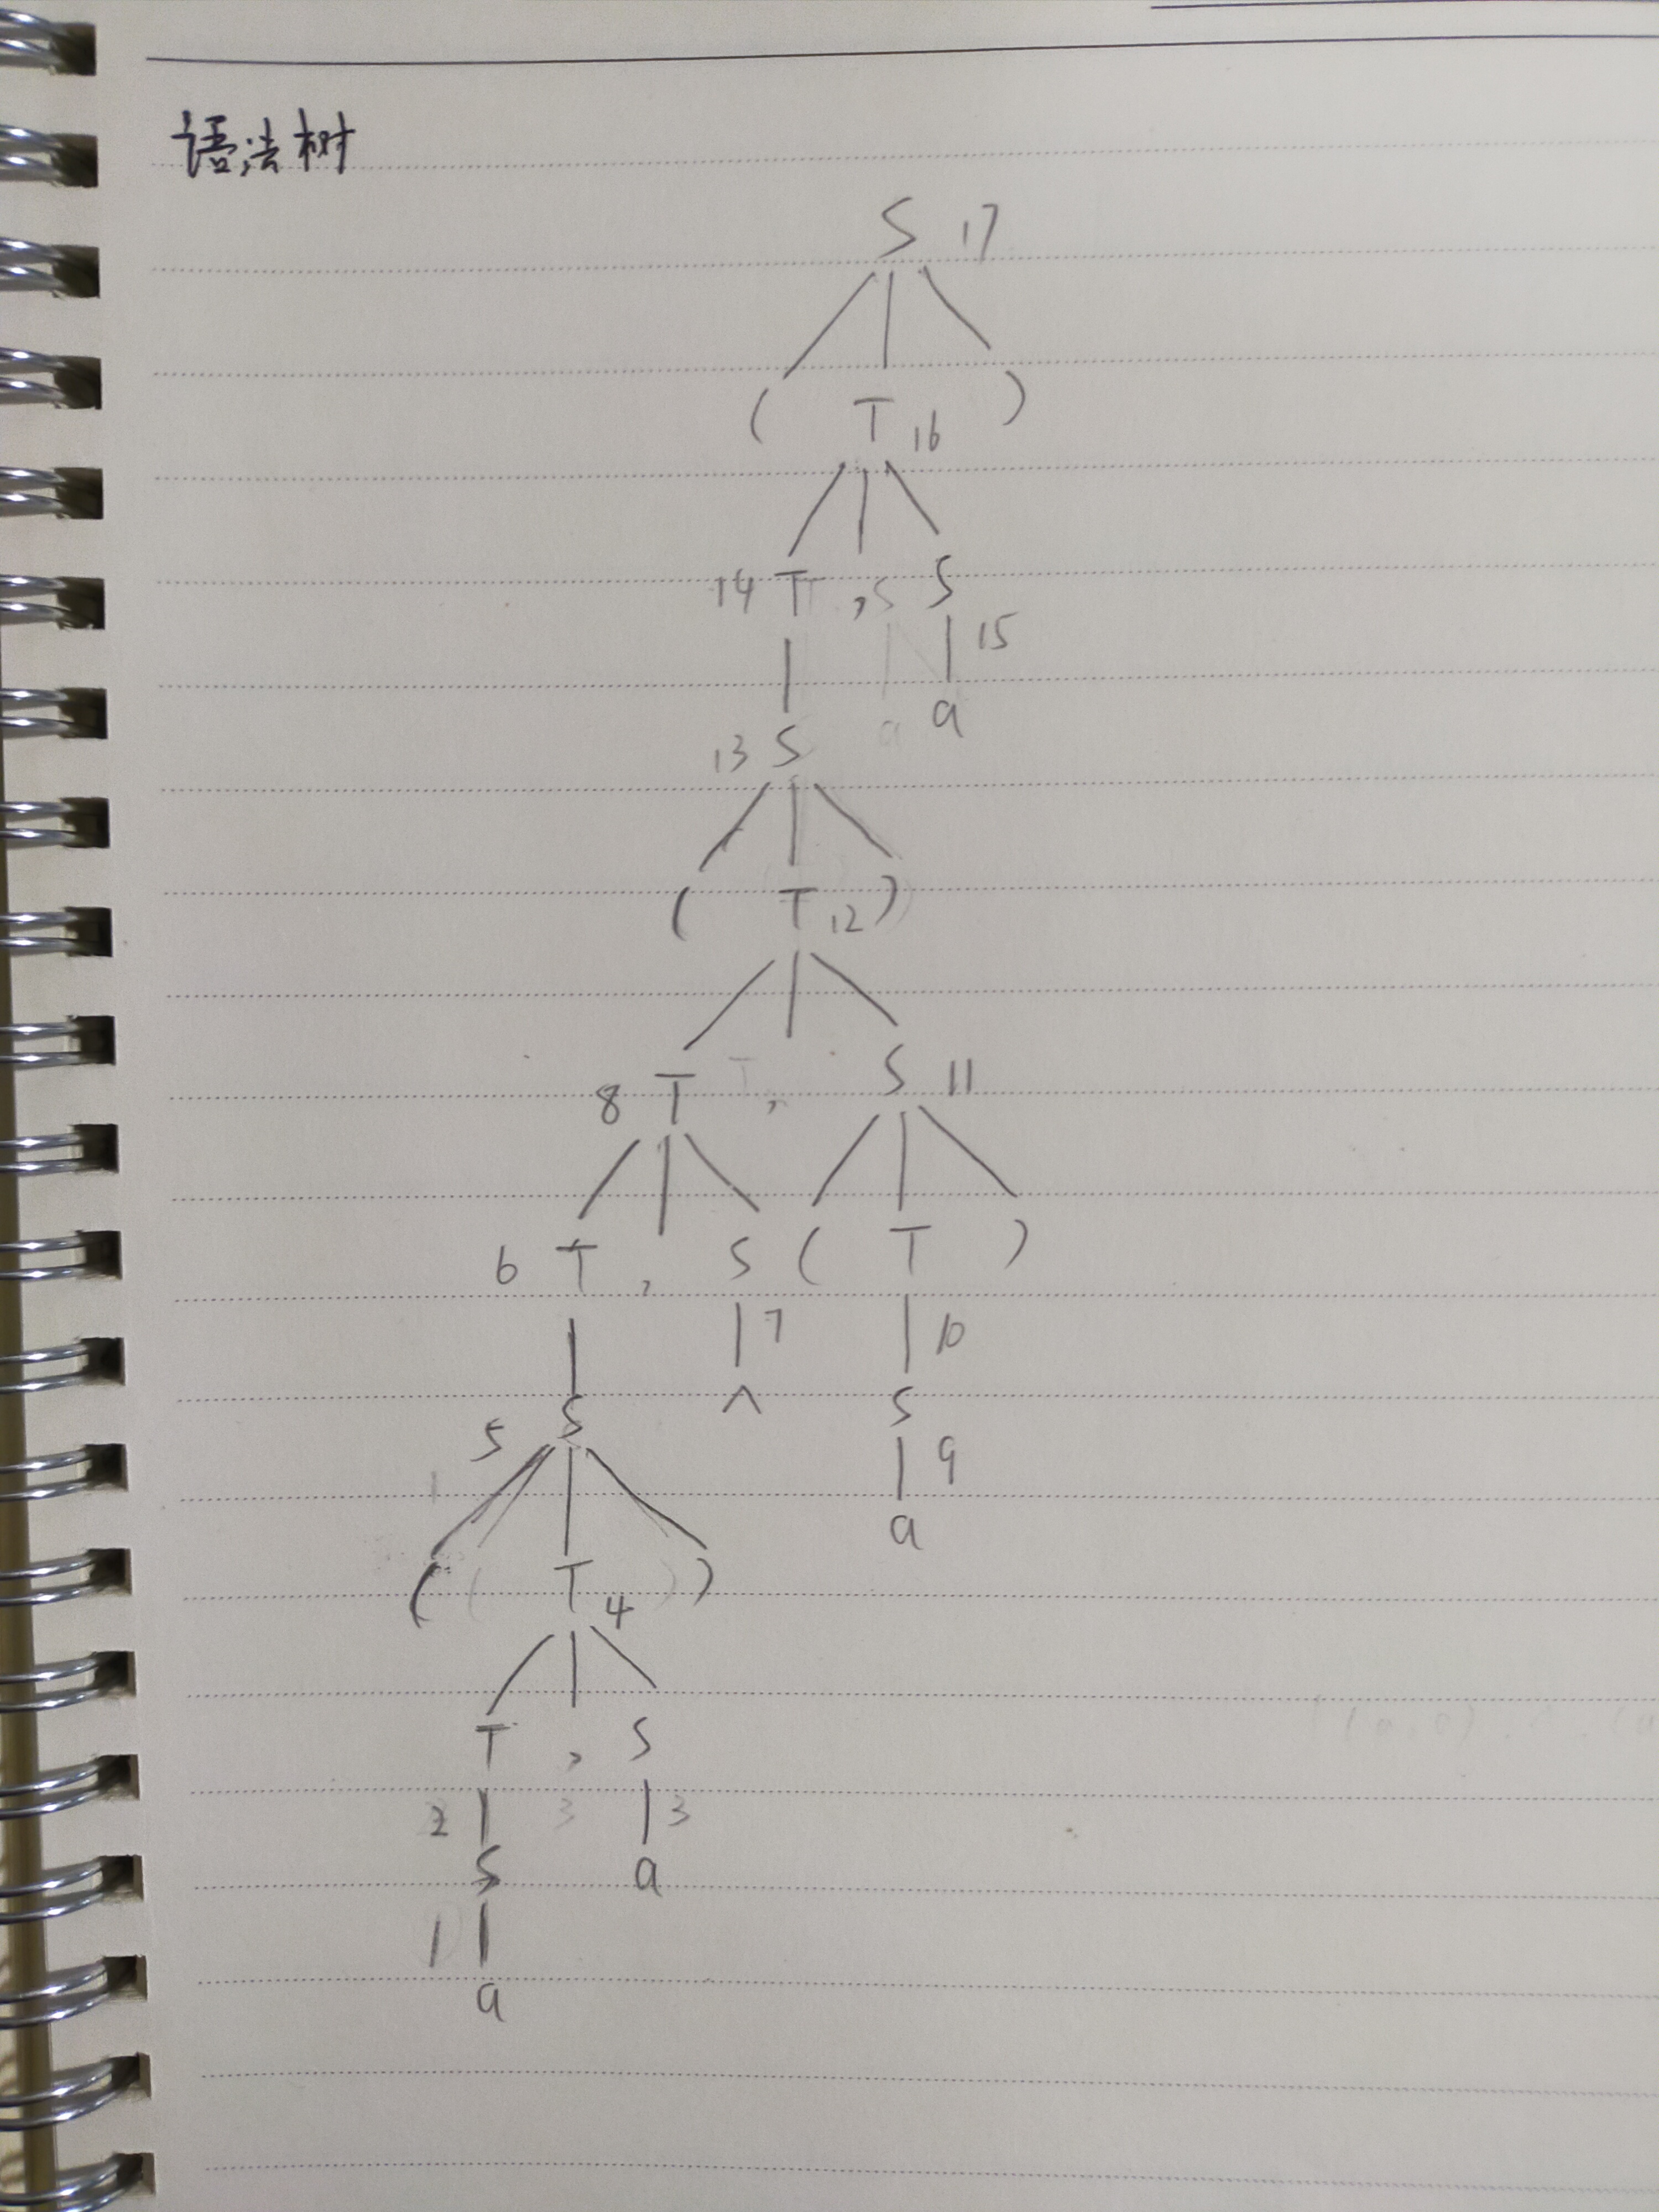 语法树
S 17
( T 16 )
14 T , S
15
a
13 S
( T 12 )
8 T , S 11
6 T , S ( T )
7 10
S ∧ S
5 9
a
( T 4 )
T , S
2 3
S a
1
a